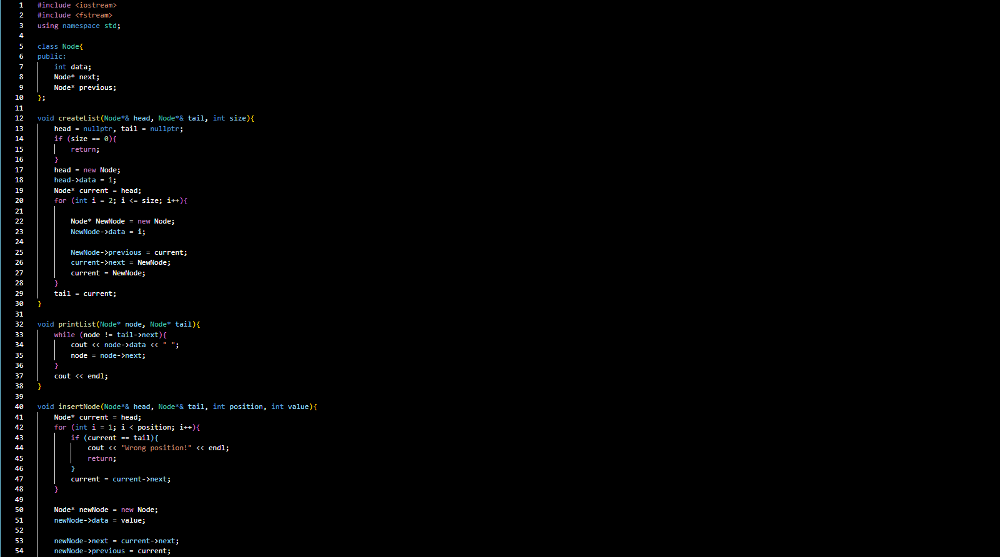 1 #include <iostream>
2 #include <fstream>
3 using namespace std;
4
5 class Node{
6 public:
7     int data;
8     Node* next;
9     Node* previous;
10 };
11
12 void createList(Node*& head, Node*& tail, int size){
13     head = nullptr, tail = nullptr;
14     if (size == 0){
15         return;
16     }
17     head = new Node;
18     head->data = 1;
19     Node* current = head;
20     for (int i = 2; i <= size; i++){
21
22         Node* NewNode = new Node;
23         NewNode->data = i;
24
25         NewNode->previous = current;
26         current->next = NewNode;
27         current = NewNode;
28     }
29     tail = current;
30 }
31
32 void printList(Node* node, Node* tail){
33     while (node != tail->next){
34         cout << node->data << " ";
35         node = node->next;
36     }
37     cout << endl;
38 }
39
40 void insertNode(Node*& head, Node*& tail, int position, int value){
41     Node* current = head;
42     for (int i = 1; i < position; i++){
43         if (current == tail){
44             cout << "Wrong position!" << endl;
45             return;
46         }
47         current = current->next;
48     }
49
50     Node* newNode = new Node;
51     newNode->data = value;
52
53     newNode->next = current->next;
54     newNode->previous = current;